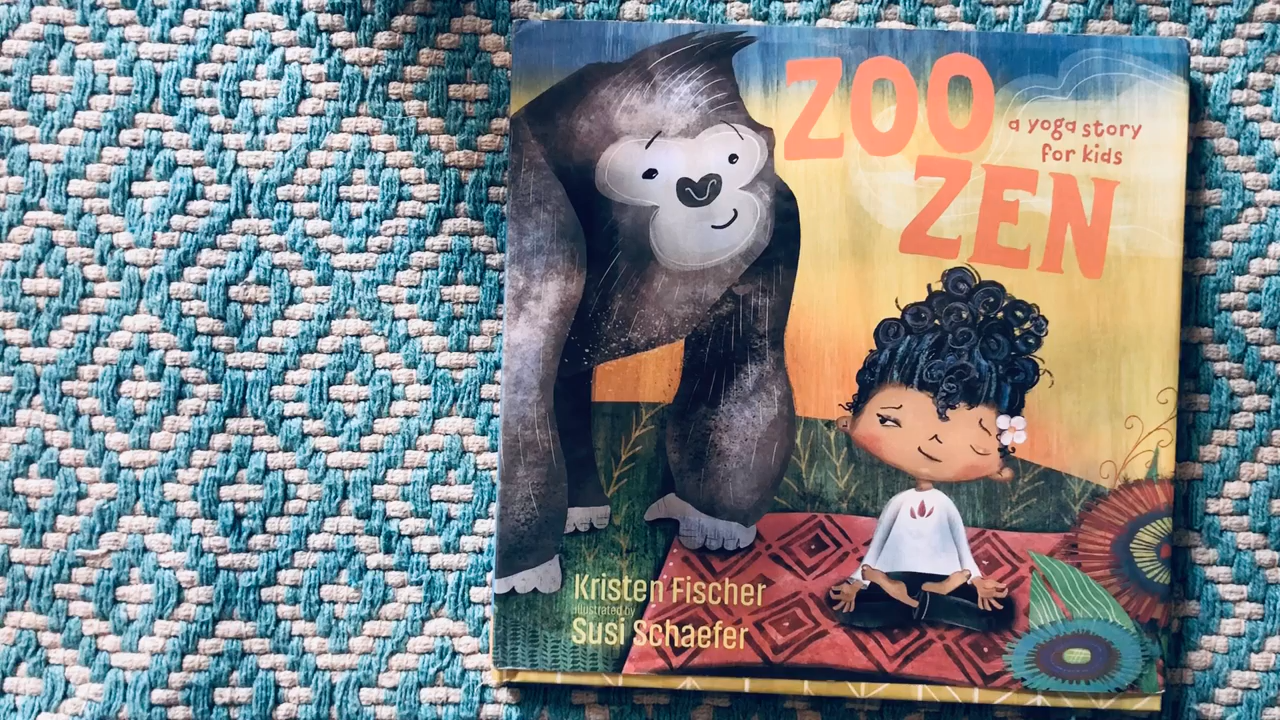 ZOO
a yoga story
for kids
ZEN
Kristen Fischer
illustrated by
Susi Schaefer